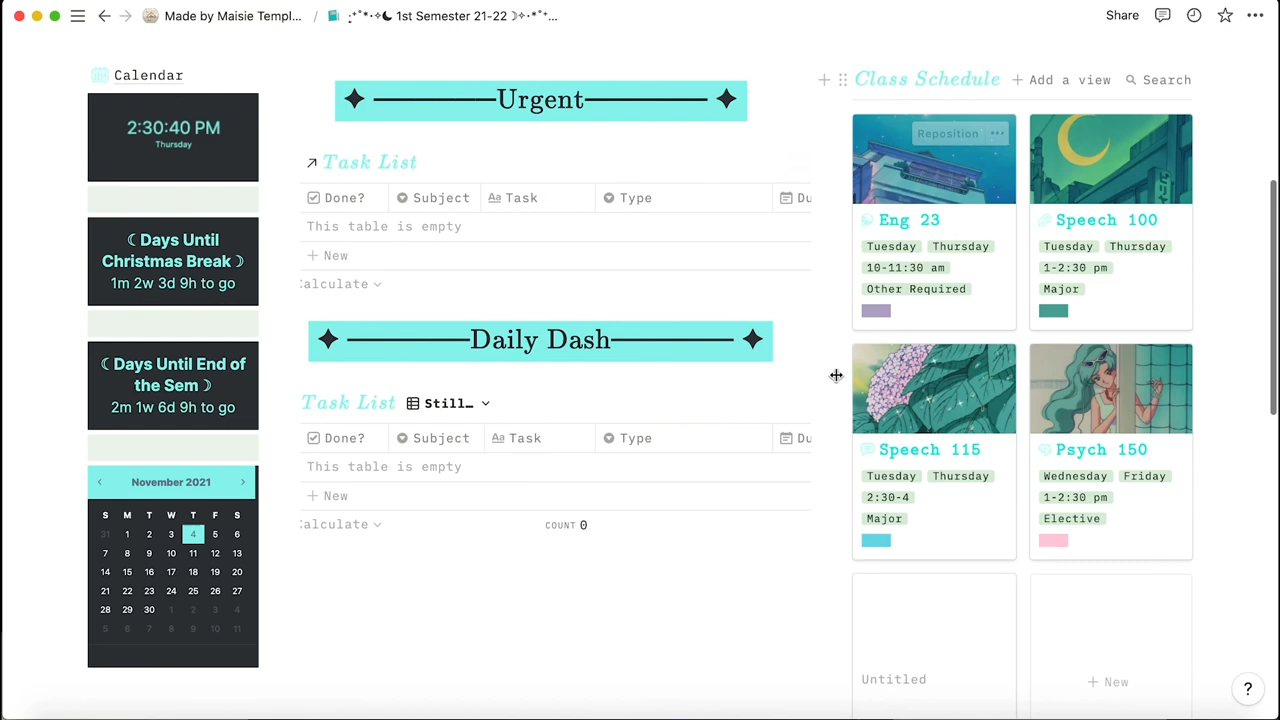 Made by Maisie Templ... / 1st Semester 21-22 ...
Share
Calendar
2:30:40 PM
Thursday
☾Days Until
Christmas Break☽
1m 2w 3d 9h to go
☾Days Until End of
the Sem☽
2m 1w 6d 9h to go
November 2021
S M T W T F S
31 1 2 3 4 5 6
7 8 9 10 11 12 13
14 15 16 17 18 19 20
21 22 23 24 25 26 27
28 29 30 1 2 3 4
5 6 7 8 9 10 11
✦ ————Urgent———— ✦
↗ Task List
Done? Subject Aa Task Type Du
This table is empty
+ New
alculate
✦ ————Daily Dash———— ✦
Task List Still…
Done? Subject Aa Task Type Du
This table is empty
+ New
alculate COUNT 0
Class Schedule + Add a view Search
Reposition •••
Eng 23
Tuesday Thursday
10-11:30 am
Other Required
Speech 100
Tuesday Thursday
1-2:30 pm
Major
Speech 115
Tuesday Thursday
2:30-4
Major
Psych 150
Wednesday Friday
1-2:30 pm
Elective
Untitled
+ New
?